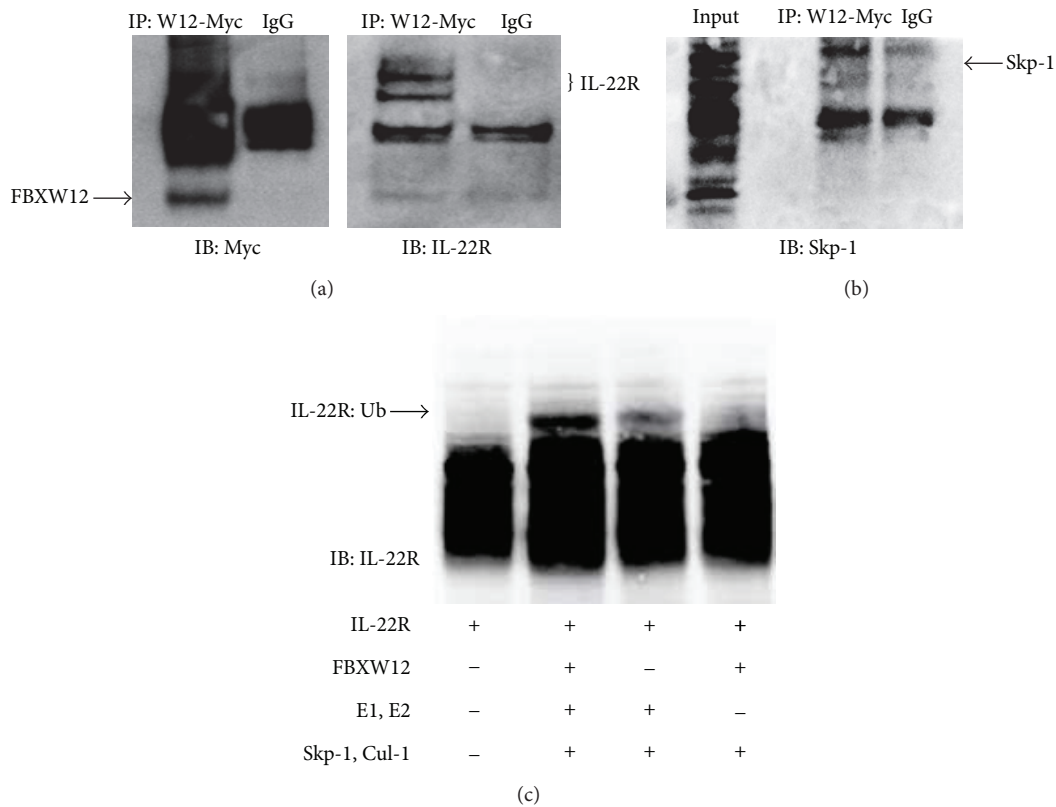 IP: W12-Myc IgG
IP: W12-Myc IgG
} IL-22R
FBXW12
IB: Myc
IB: IL-22R
(a)
Input IP: W12-Myc IgG
Skp-1
IB: Skp-1
(b)
IL-22R: Ub
IB: IL-22R
IL-22R + + + +
FBXW12 – + – +
E1, E2 – + + –
Skp-1, Cul-1 – + + +
(c)